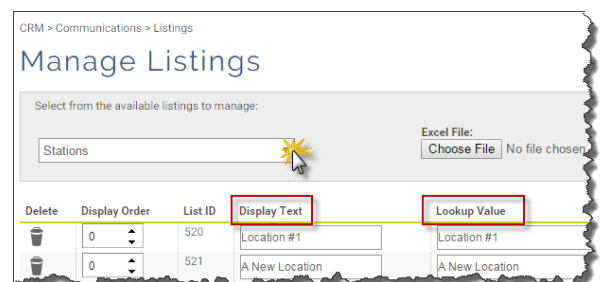 CRM > Communications > Listings
Manage Listings
Select from the available listings to manage:
Excel File:
Stations
Choose File No file chosen
Delete Display Order List ID Display Text Lookup Value
0 520 Location #1 Location #1
0 521 A New Location A New Location